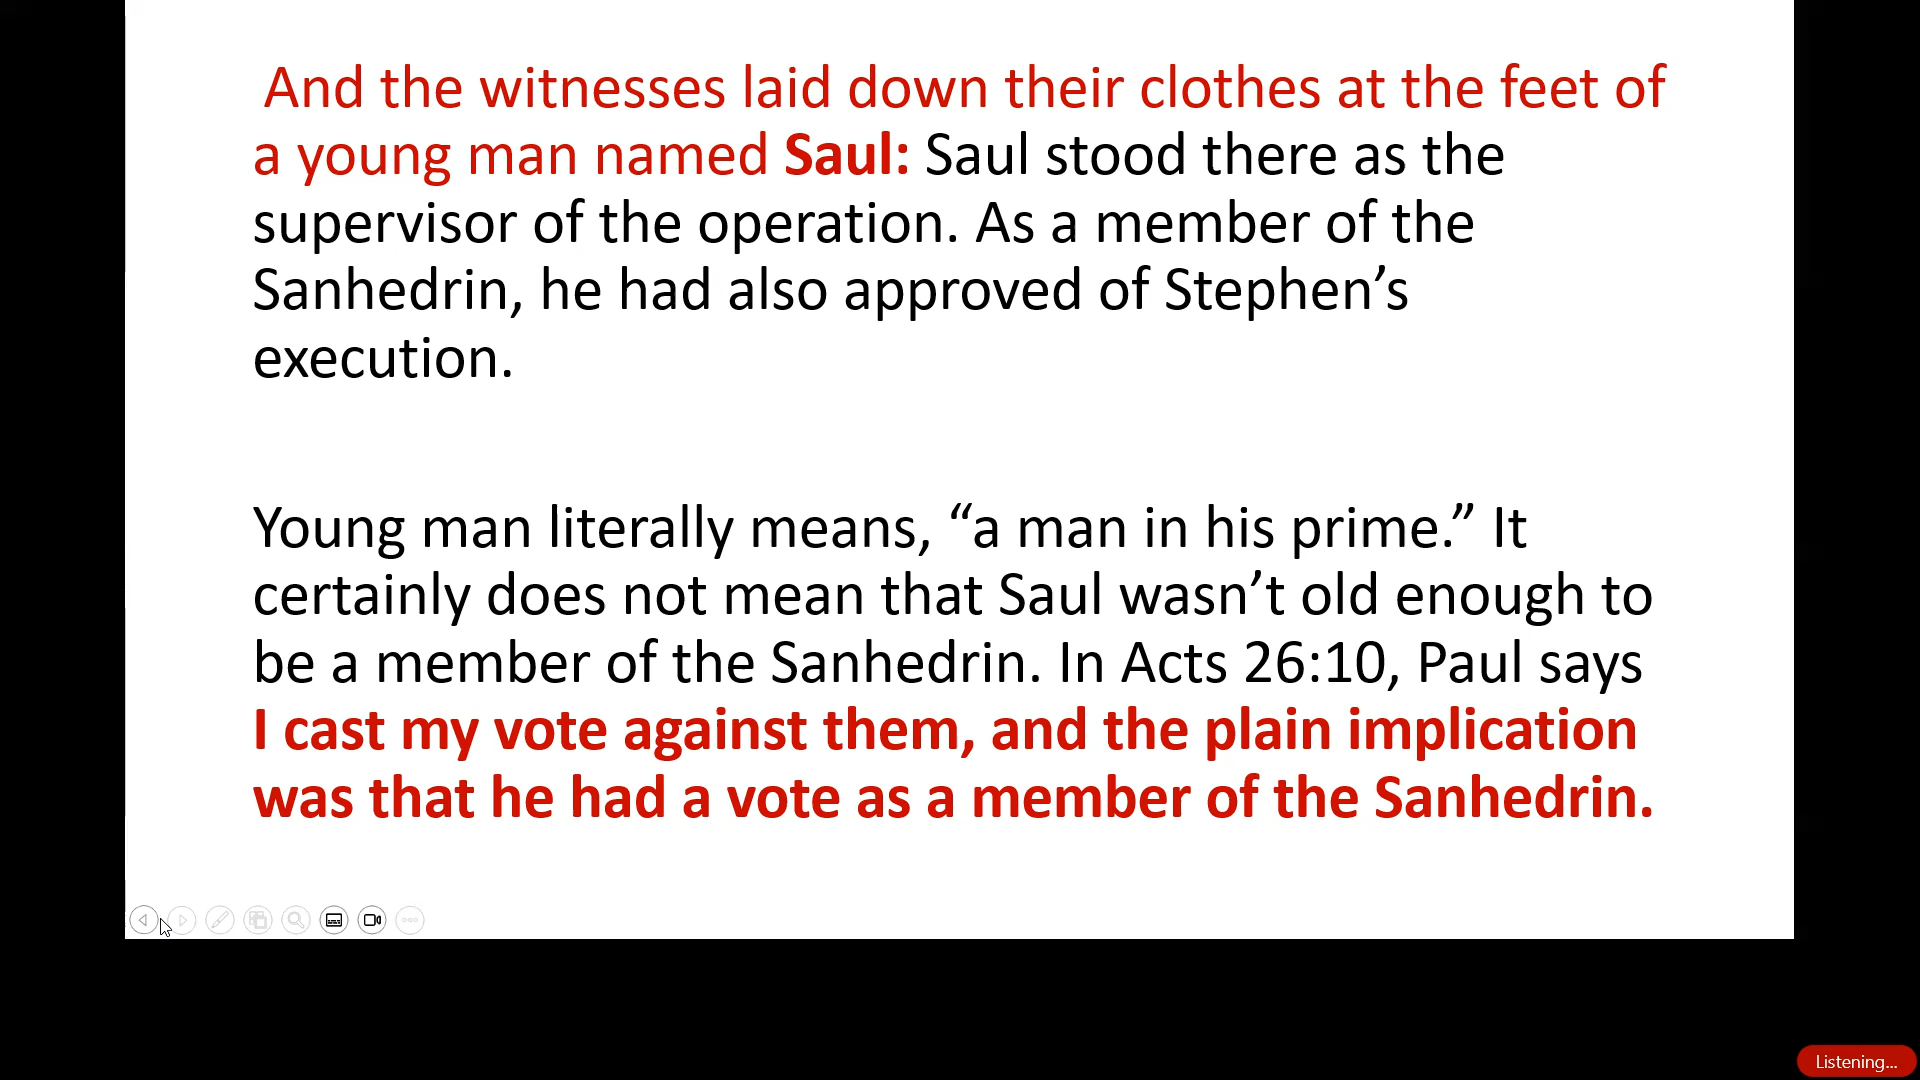 And the witnesses laid down their clothes at the feet of
a young man named Saul: Saul stood there as the
supervisor of the operation. As a member of the
Sanhedrin, he had also approved of Stephen’s
execution.
Young man literally means, “a man in his prime.” It
certainly does not mean that Saul wasn’t old enough to
be a member of the Sanhedrin. In Acts 26:10, Paul says
I cast my vote against them, and the plain implication
was that he had a vote as a member of the Sanhedrin.
Listening...